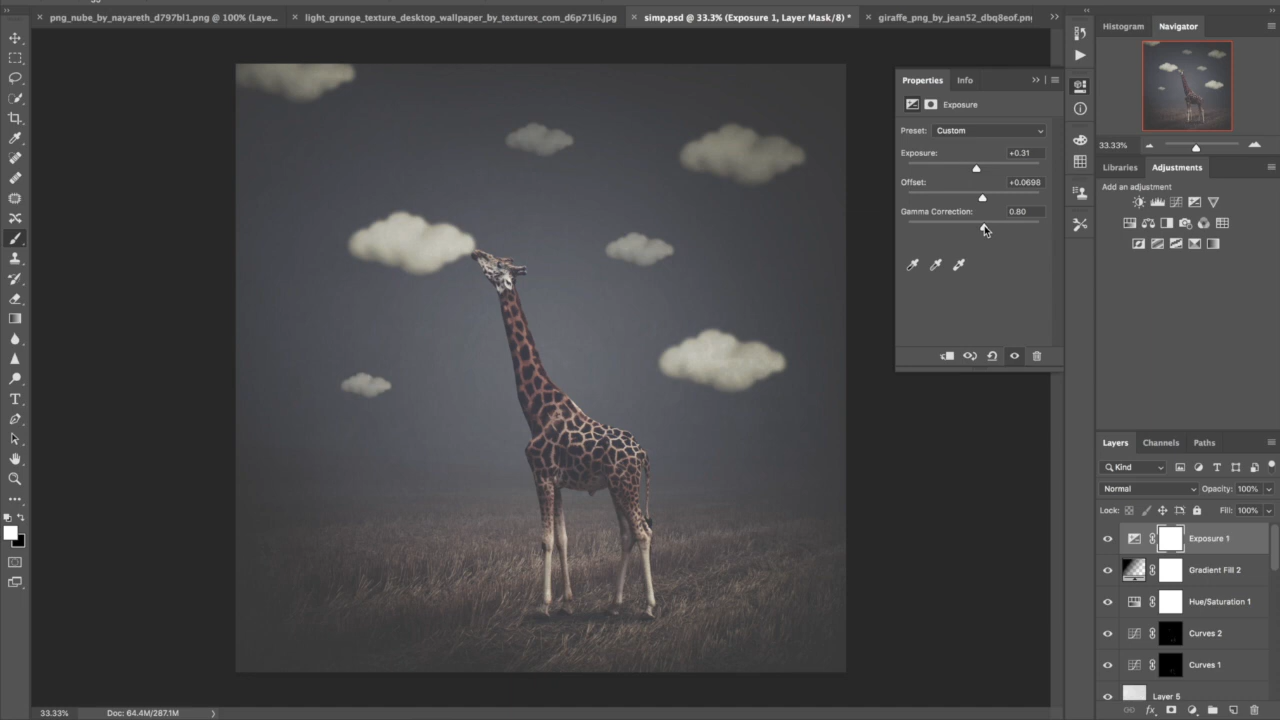 png_nube_by_nayareth_d797bl1.png @ 100% (Laye...
light_grunge_texture_desktop_wallpaper_by_texturex_com_d6p71l6.jpg
simp.psd @ 33.3% (Exposure 1, Layer Mask/8) *
giraffe_png_by_jean52_dbq8eof.png
Histogram
Navigator
Properties
Info
Exposure
Preset: Custom
Exposure: +0.31
Offset: +0.0698
Gamma Correction: 0.80
33.33%
Libraries
Adjustments
Add an adjustment
Layers
Channels
Paths
Kind
Normal
Opacity: 100%
Lock:
Fill: 100%
Exposure 1
Gradient Fill 2
Hue/Saturation 1
Curves 2
Curves 1
Layer 5
33.33%
Doc: 64.4M/287.1M